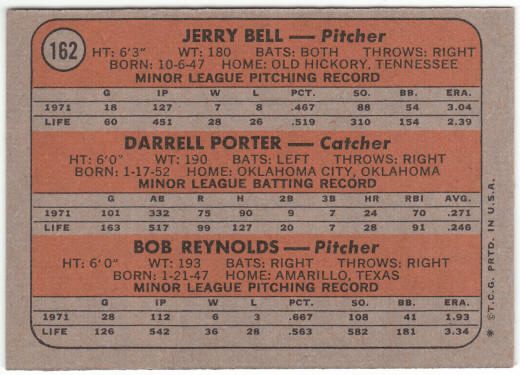 162
JERRY BELL — Pitcher
HT: 6'3" WT: 180 BATS: BOTH THROWS: RIGHT
BORN: 10-6-47 HOME: OLD HICKORY, TENNESSEE
MINOR LEAGUE PITCHING RECORD
G IP W L PCT. SO. BB. ERA.
1971 18 127 7 8 .467 88 54 3.04
LIFE 60 451 28 26 .519 310 154 2.39
DARRELL PORTER — Catcher
HT: 6'0" WT: 190 BATS: LEFT THROWS: RIGHT
BORN: 1-17-52 HOME: OKLAHOMA CITY, OKLAHOMA
MINOR LEAGUE BATTING RECORD
G AB R H 2B 3B HR RBI AVG.
1971 101 332 75 90 9 7 24 70 .271
LIFE 163 517 99 127 20 7 28 91 .246
BOB REYNOLDS — Pitcher
HT: 6'0" WT: 193 BATS: RIGHT THROWS: RIGHT
BORN: 1-21-47 HOME: AMARILLO, TEXAS
MINOR LEAGUE PITCHING RECORD
G IP W L PCT. SO. BB. ERA.
1971 28 112 6 3 .667 108 41 1.93
LIFE 126 542 36 28 .563 582 181 3.34
* ©T.C.G. PRTD. IN U.S.A.